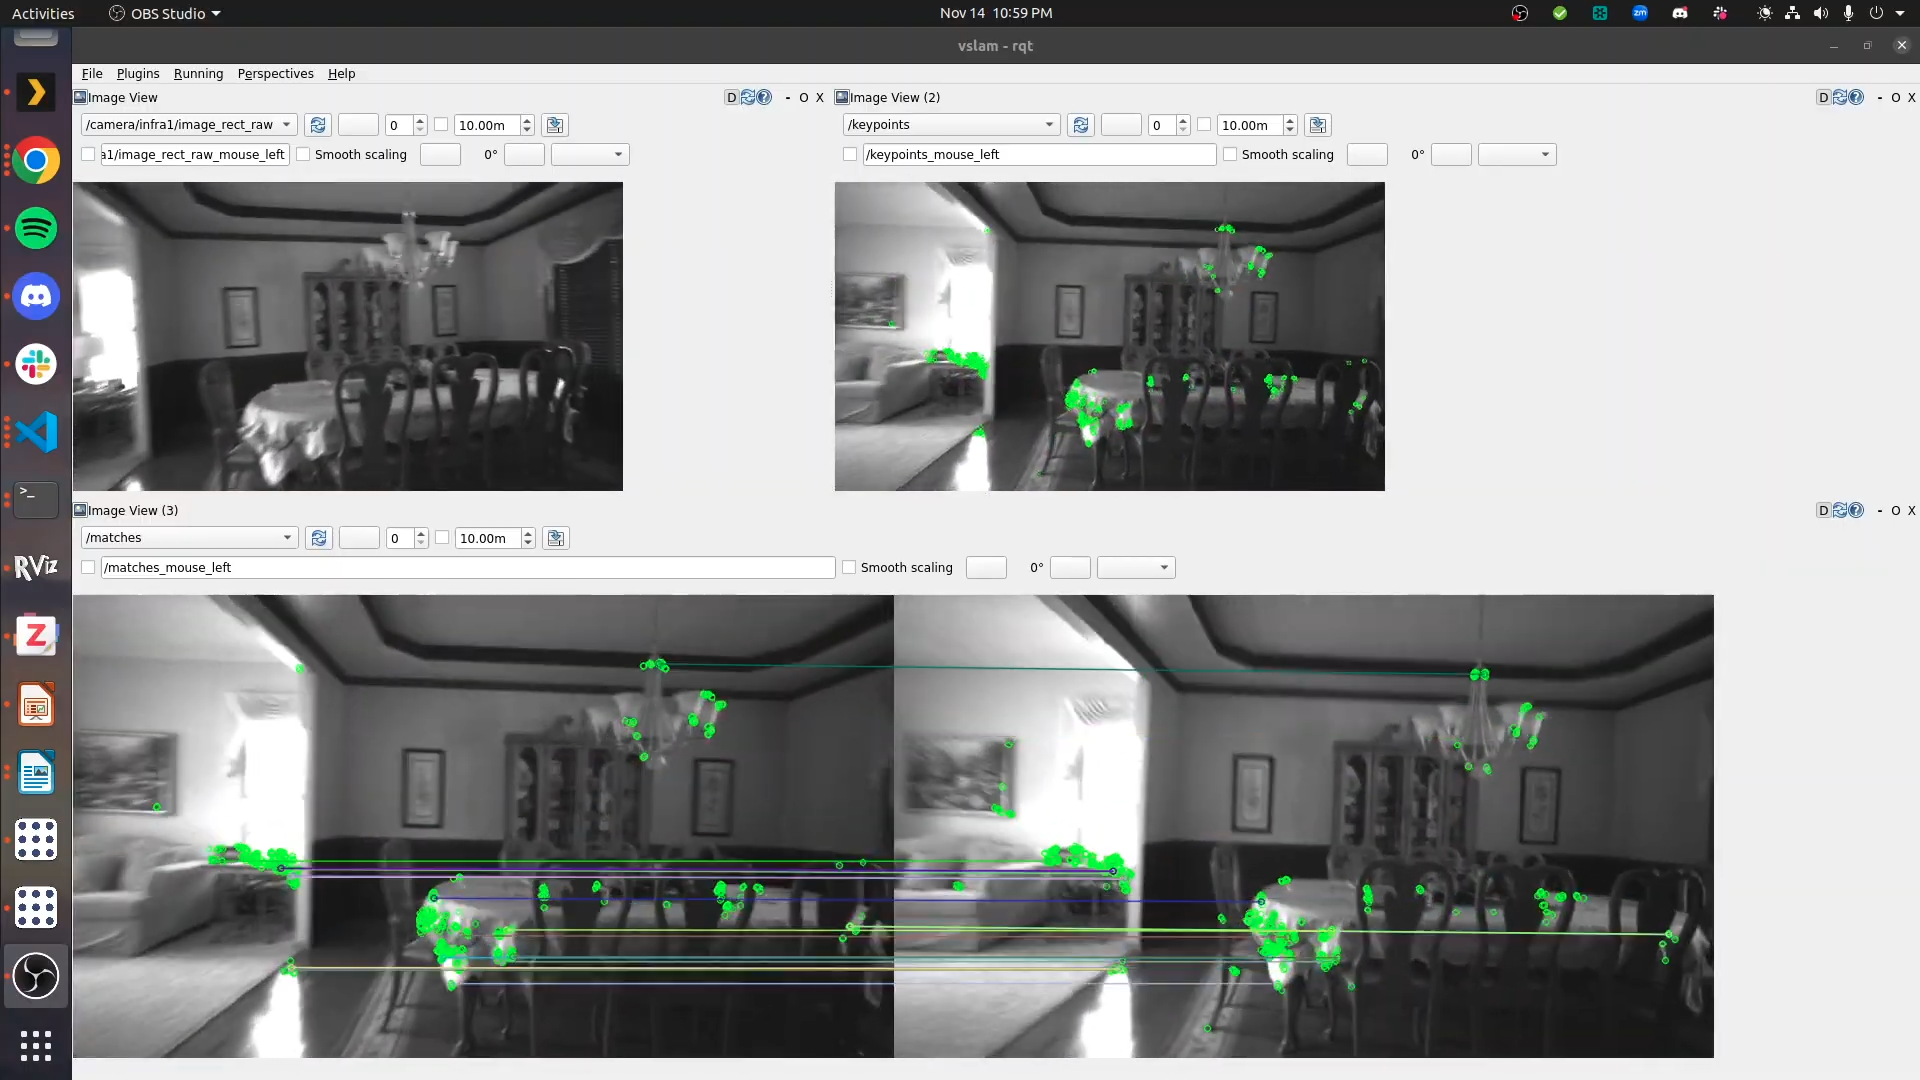 Activities OBS Studio Nov 14 10:59 PM zm
vslam - rqt
File Plugins Running Perspectives Help
Image View D - O X Image View (2) D - O X
/camera/infra1/image_rect_raw 0 10.00m /keypoints 0 10.00m
a1/image_rect_raw_mouse_left Smooth scaling 0° /keypoints_mouse_left Smooth scaling 0°
Image View (3) D - O X
/matches 0 10.00m
/matches_mouse_left Smooth scaling 0°
>_
RViz
Z